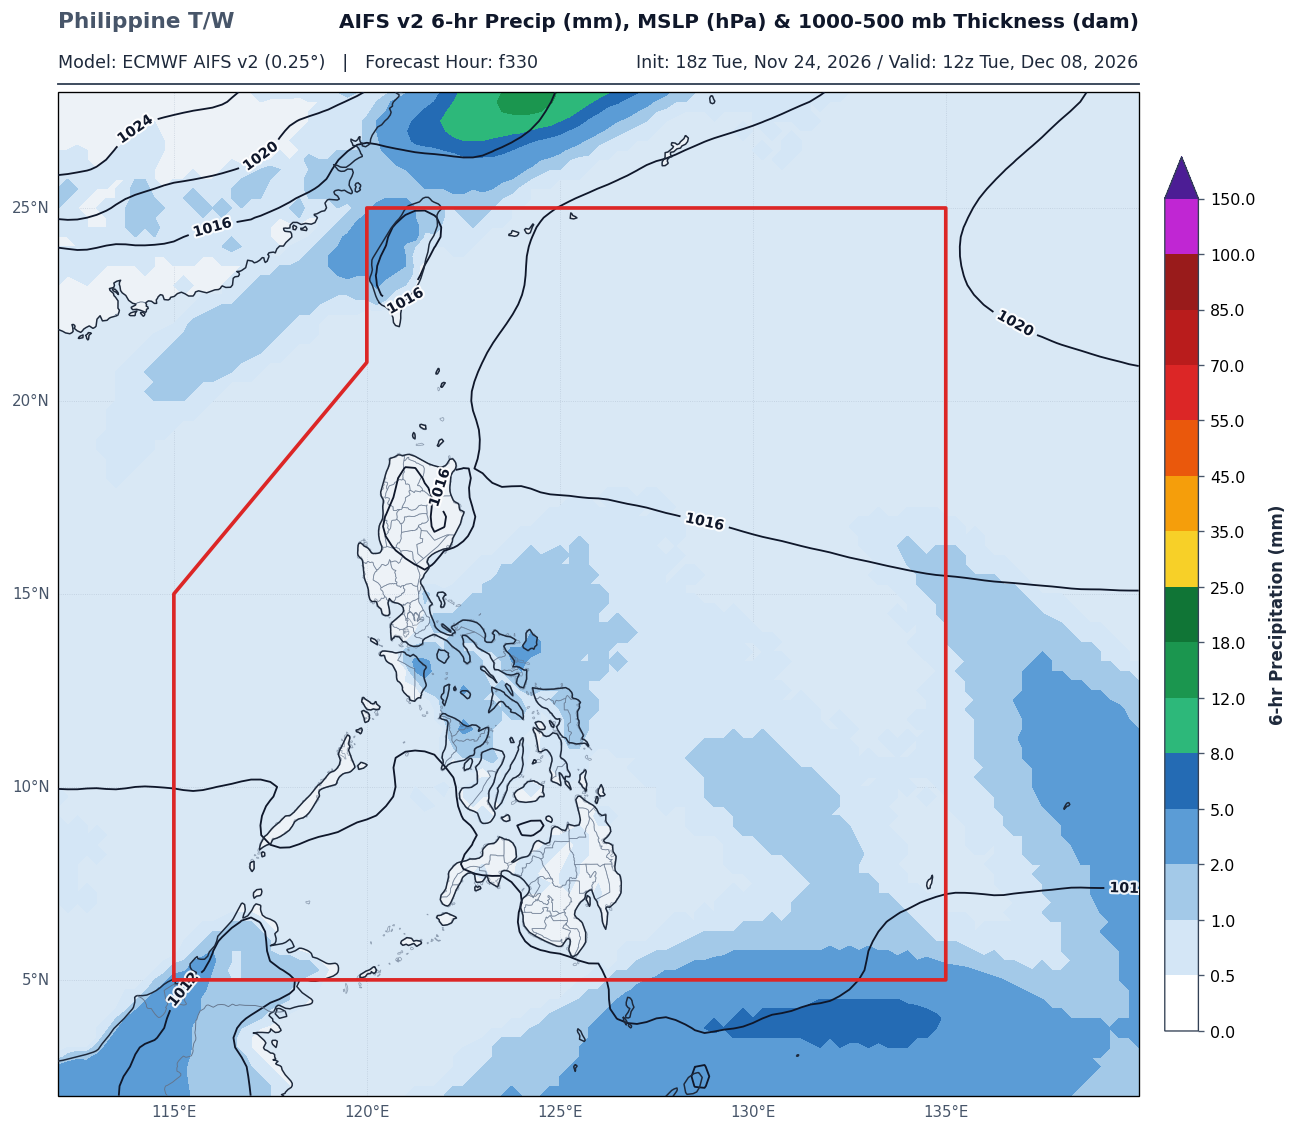 Philippine T/W
AIFS v2 6-hr Precip (mm), MSLP (hPa) & 1000-500 mb Thickness (dam)
Model: ECMWF AIFS v2 (0.25°) | Forecast Hour: f330
Init: 18z Tue, Nov 24, 2026 / Valid: 12z Tue, Dec 08, 2026
1024
1020
1016
1016
1020
1016
1016
1012
101
25°N
20°N
15°N
10°N
5°N
115°E
120°E
125°E
130°E
135°E
150.0
100.0
85.0
70.0
55.0
45.0
35.0
25.0
18.0
12.0
8.0
5.0
2.0
1.0
0.5
0.0
6-hr Precipitation (mm)